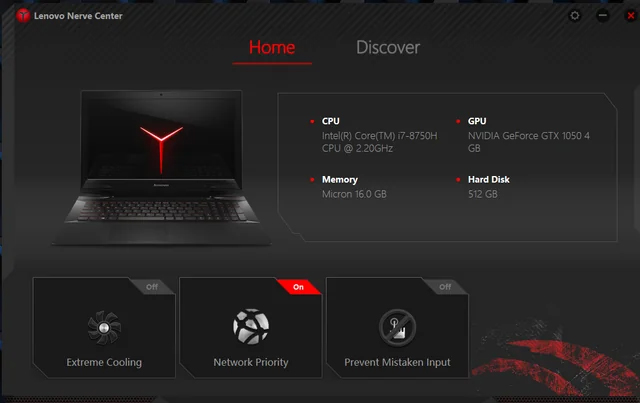 Lenovo Nerve Center
Home
Discover
CPU
Intel(R) Core(TM) i7-8750H
CPU @ 2.20GHz
GPU
NVIDIA GeForce GTX 1050 4
GB
Memory
Micron 16.0 GB
Hard Disk
512 GB
Off
Extreme Cooling
On
Network Priority
Off
Prevent Mistaken Input